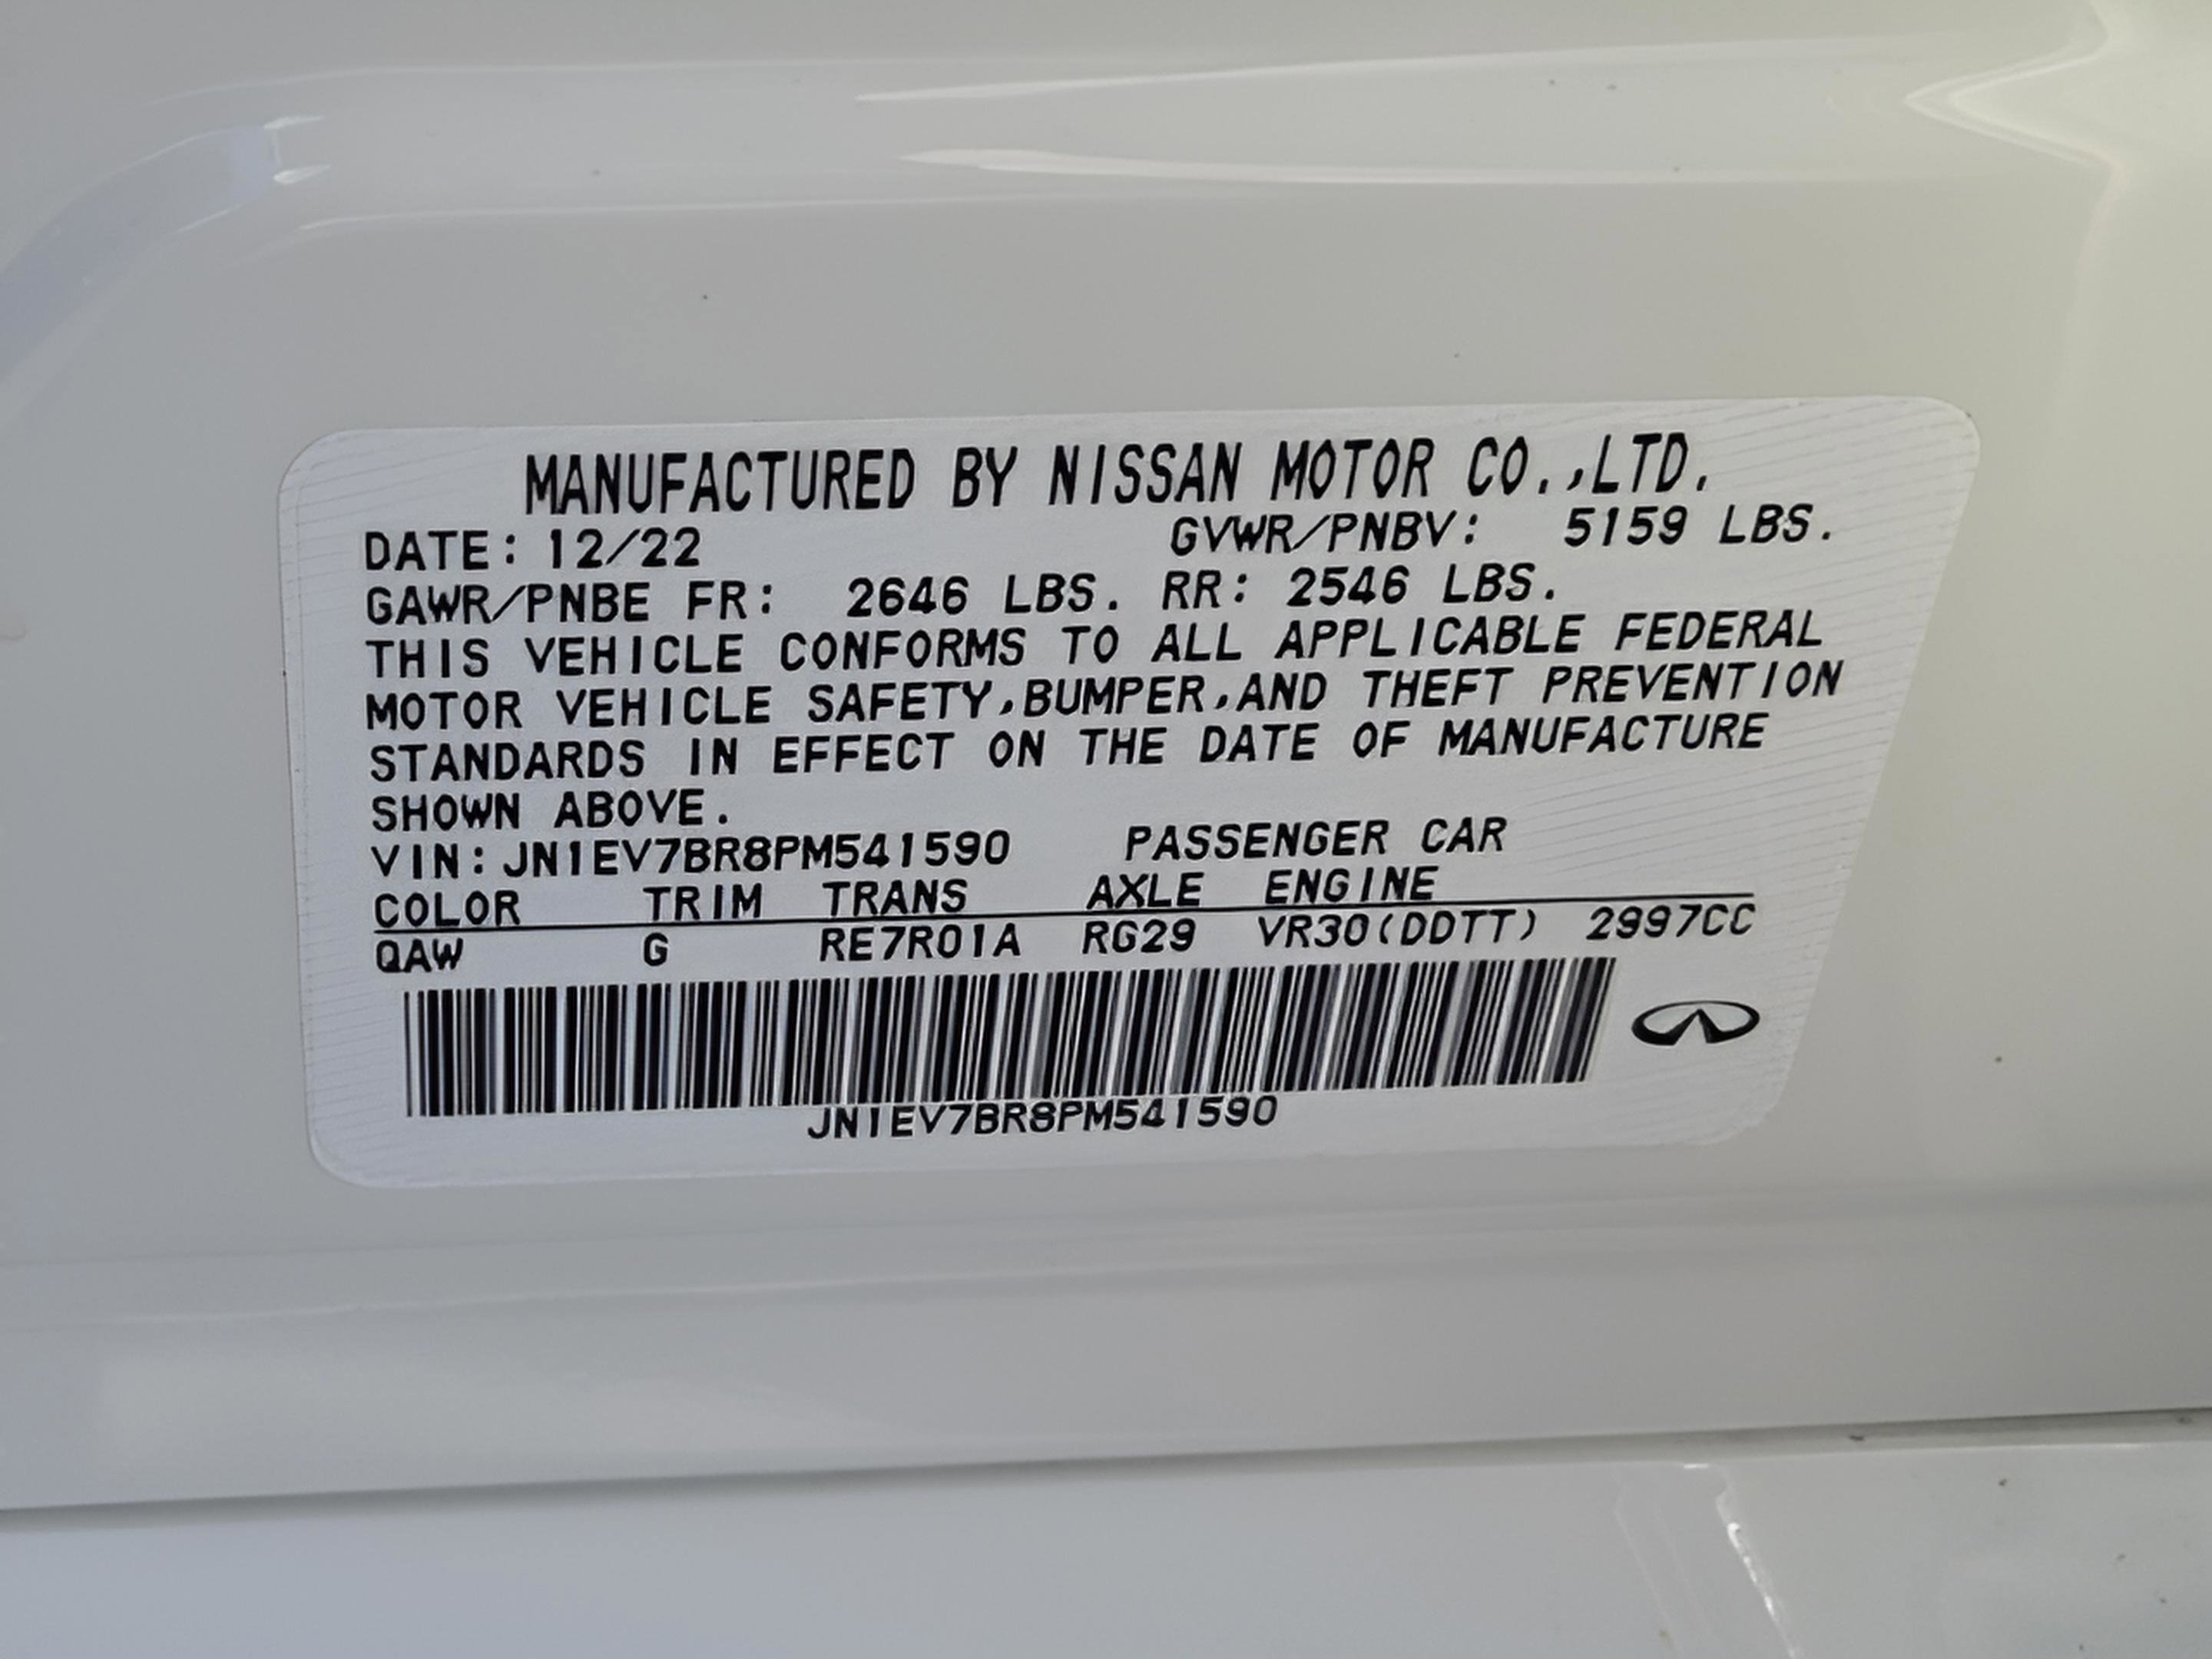 MANUFACTURED BY NISSAN MOTOR CO.,LTD.
DATE: 12/22 GVWR/PNBV: 5159 LBS.
GAWR/PNBE FR: 2646 LBS. RR: 2546 LBS.
THIS VEHICLE CONFORMS TO ALL APPLICABLE FEDERAL
MOTOR VEHICLE SAFETY,BUMPER,AND THEFT PREVENTION
STANDARDS IN EFFECT ON THE DATE OF MANUFACTURE
SHOWN ABOVE.
VIN:JN1EV7BR8PM541590 PASSENGER CAR
COLOR TRIM TRANS AXLE ENGINE
QAW G RE7R01A RG29 VR30(DDTT) 2997CC
JN1EV7BR8PM541590